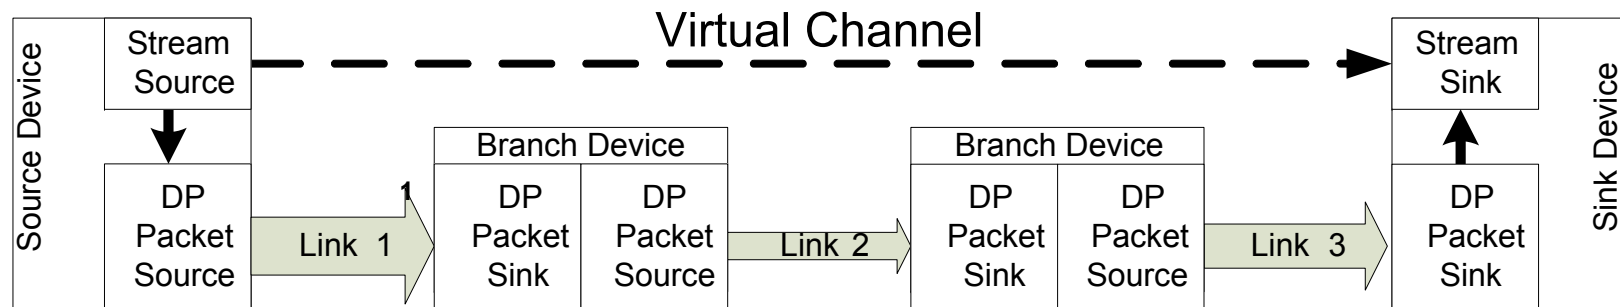 Virtual Channel
Source Device
Stream
Source
Stream
Sink
Sink Device
Branch Device
Branch Device
DP
Packet
Source
1
Link 1
DP
Packet
Sink
DP
Packet
Source
Link 2
DP
Packet
Sink
DP
Packet
Source
Link 3
DP
Packet
Sink